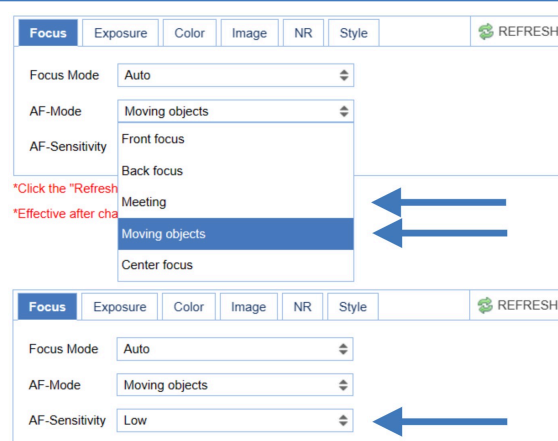 Focus Exposure Color Image NR Style REFRESH
Focus Mode Auto
AF-Mode Moving objects
Front focus
AF-Sensitivity
Back focus
*Click the "Refresh
Meeting
*Effective after cha
Moving objects
Center focus
Focus Exposure Color Image NR Style REFRESH
Focus Mode Auto
AF-Mode Moving objects
AF-Sensitivity Low